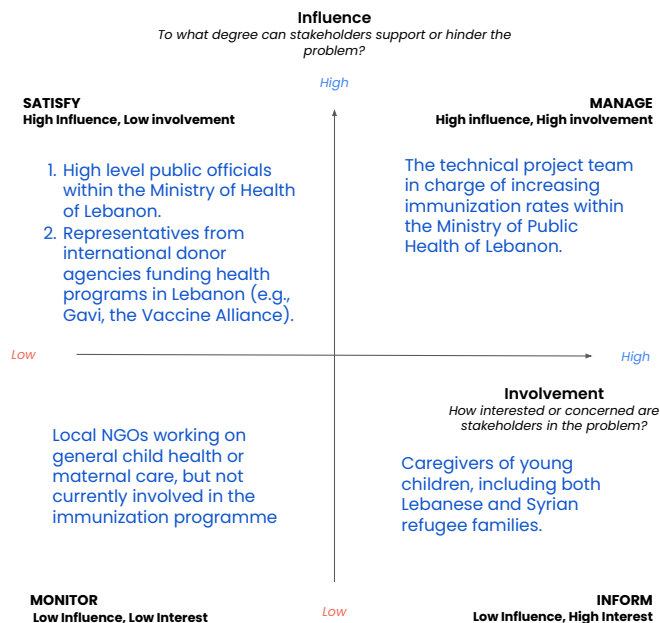 Influence
To what degree can stakeholders support or hinder the
problem?
High
SATISFY
High Influence, Low involvement
MANAGE
High influence, High involvement
1. High level public officials
within the Ministry of Health
of Lebanon.
2. Representatives from
international donor
agencies funding health
programs in Lebanon (e.g.,
Gavi, the Vaccine Alliance).
The technical project team
in charge of increasing
immunization rates within
the Ministry of Public
Health of Lebanon.
Low
High
Involvement
How interested or concerned are
stakeholders in the problem?
Local NGOs working on
general child health or
maternal care, but not
currently involved in the
immunization programme
Caregivers of young
children, including both
Lebanese and Syrian
refugee families.
MONITOR
Low Influence, Low Interest
Low
INFORM
Low Influence, High Interest